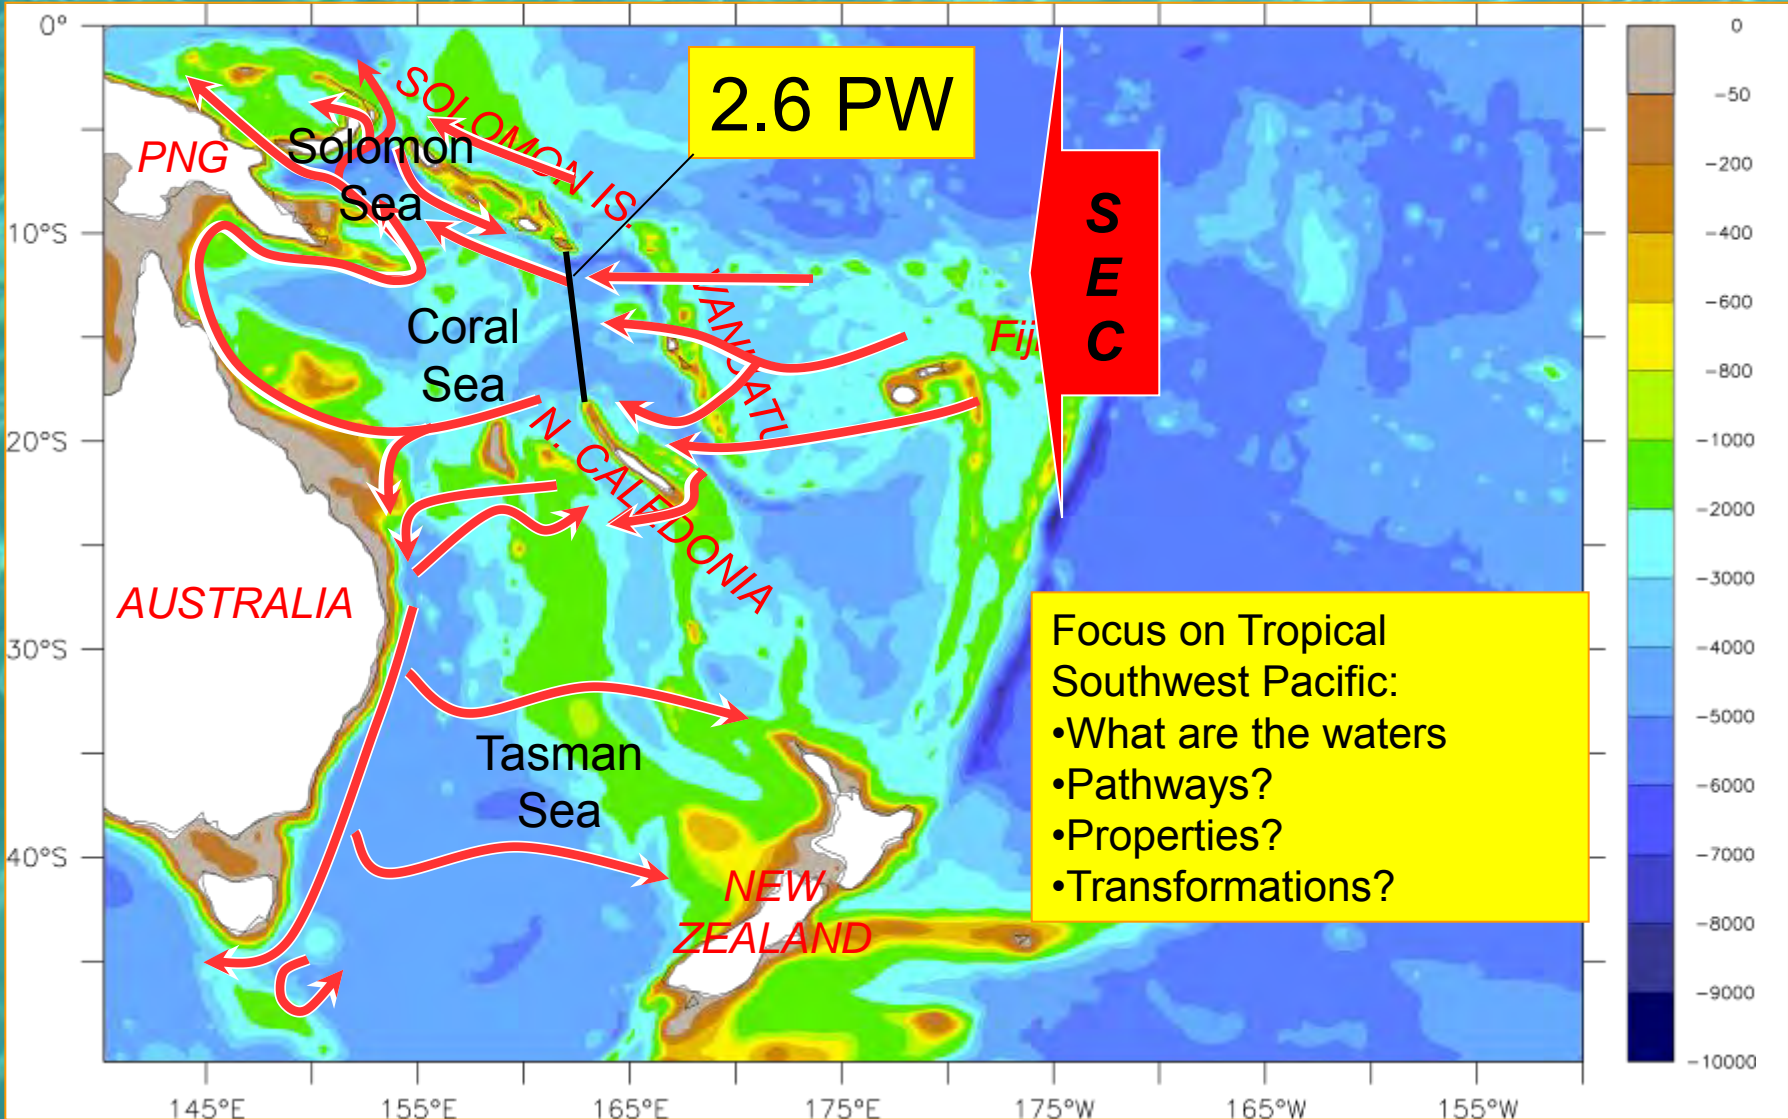 0°
10°S
20°S
30°S
40°S
145°E
155°E
165°E
175°E
175°W
165°W
155°W
0
−50
−200
−400
−600
−800
−1000
−2000
−3000
−4000
−5000
−6000
−7000
−8000
−9000
−10000
2.6 PW
S
E
C
PNG
Solomon
Sea
SOLOMON IS.
Coral
Sea
VANUATU
N. CALEDONIA
AUSTRALIA
Tasman
Sea
NEW
ZEALAND
Focus on Tropical
Southwest Pacific:
•What are the waters
•Pathways?
•Properties?
•Transformations?